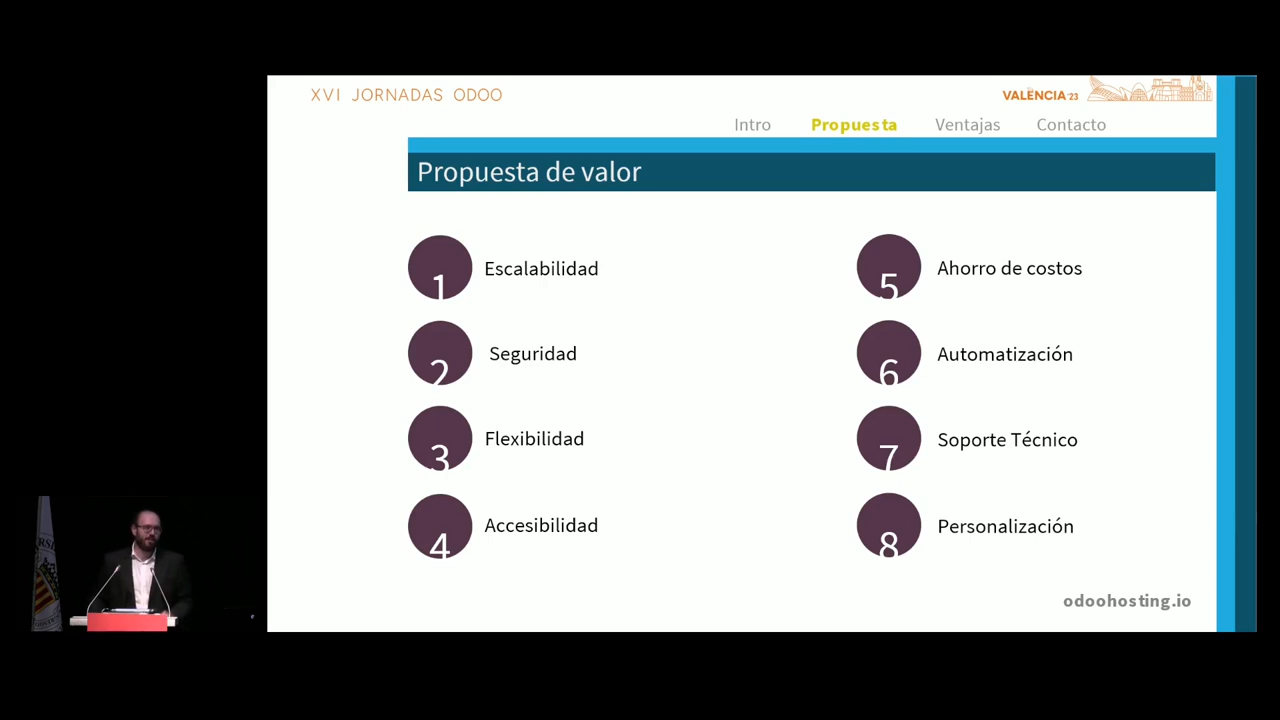 XVI JORNADAS ODOO
VALÈNCIA '23
Intro Propuesta Ventajas Contacto
Propuesta de valor
1 Escalabilidad
2 Seguridad
3 Flexibilidad
4 Accesibilidad
5 Ahorro de costos
6 Automatización
7 Soporte Técnico
8 Personalización
odoohosting.io